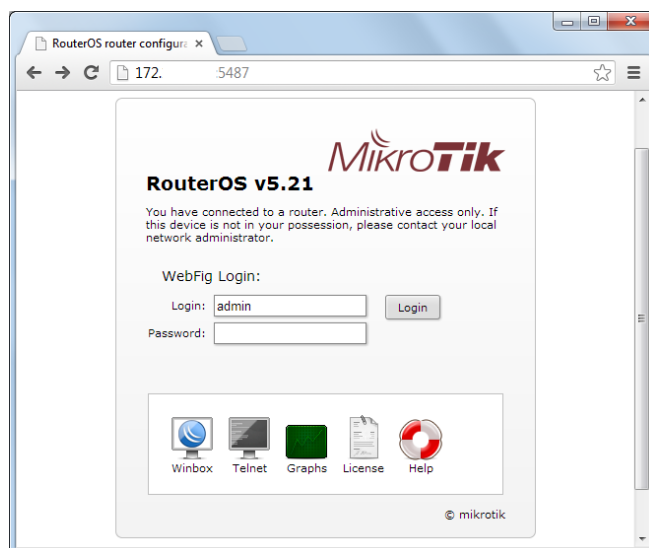 RouterOS router configura
172. :5487
MikroTik
RouterOS v5.21
You have connected to a router. Administrative access only. If
this device is not in your possession, please contact your local
network administrator.
WebFig Login:
Login: admin Login
Password:
Winbox Telnet Graphs License Help
© mikrotik